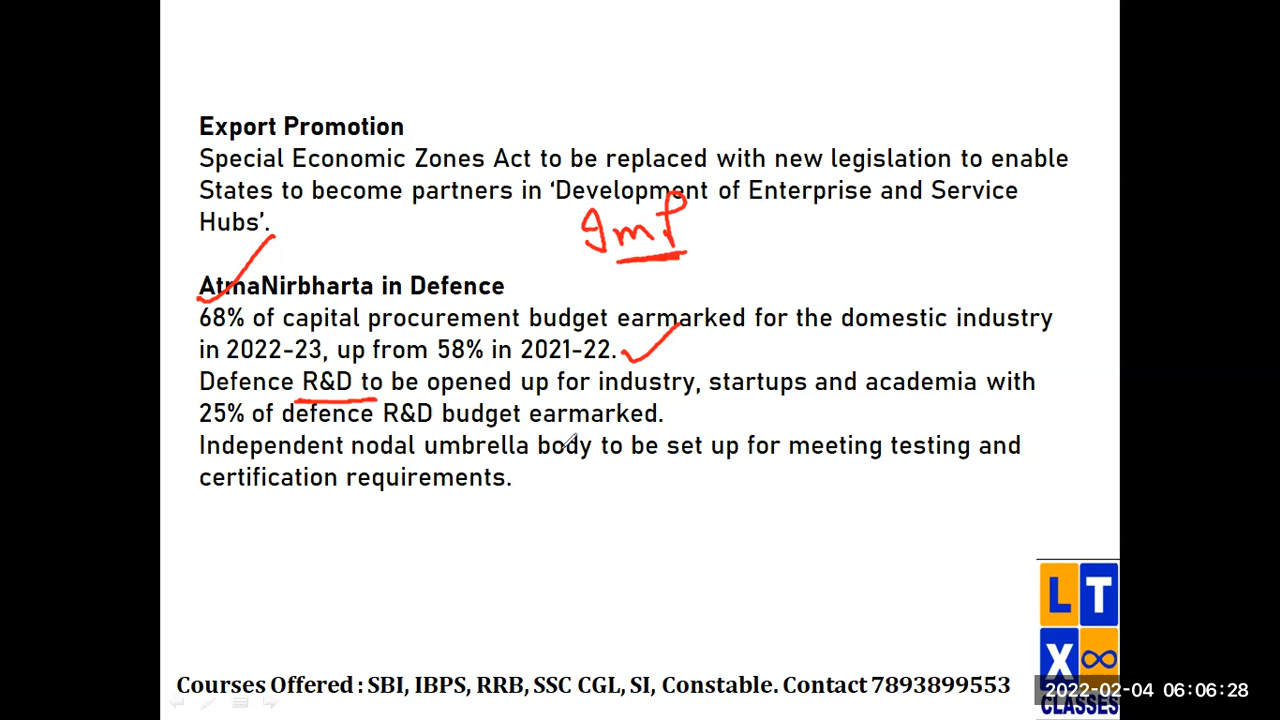 Export Promotion
Special Economic Zones Act to be replaced with new legislation to enable
States to become partners in ‘Development of Enterprise and Service
Hubs’.
Imp
AtmaNirbharta in Defence
68% of capital procurement budget earmarked for the domestic industry
in 2022-23, up from 58% in 2021-22.
Defence R&D to be opened up for industry, startups and academia with
25% of defence R&D budget earmarked.
Independent nodal umbrella body to be set up for meeting testing and
certification requirements.
L T
X ∞
CLASSES
Courses Offered : SBI, IBPS, RRB, SSC CGL, SI, Constable. Contact 7893899553
2022-02-04 06:06:28